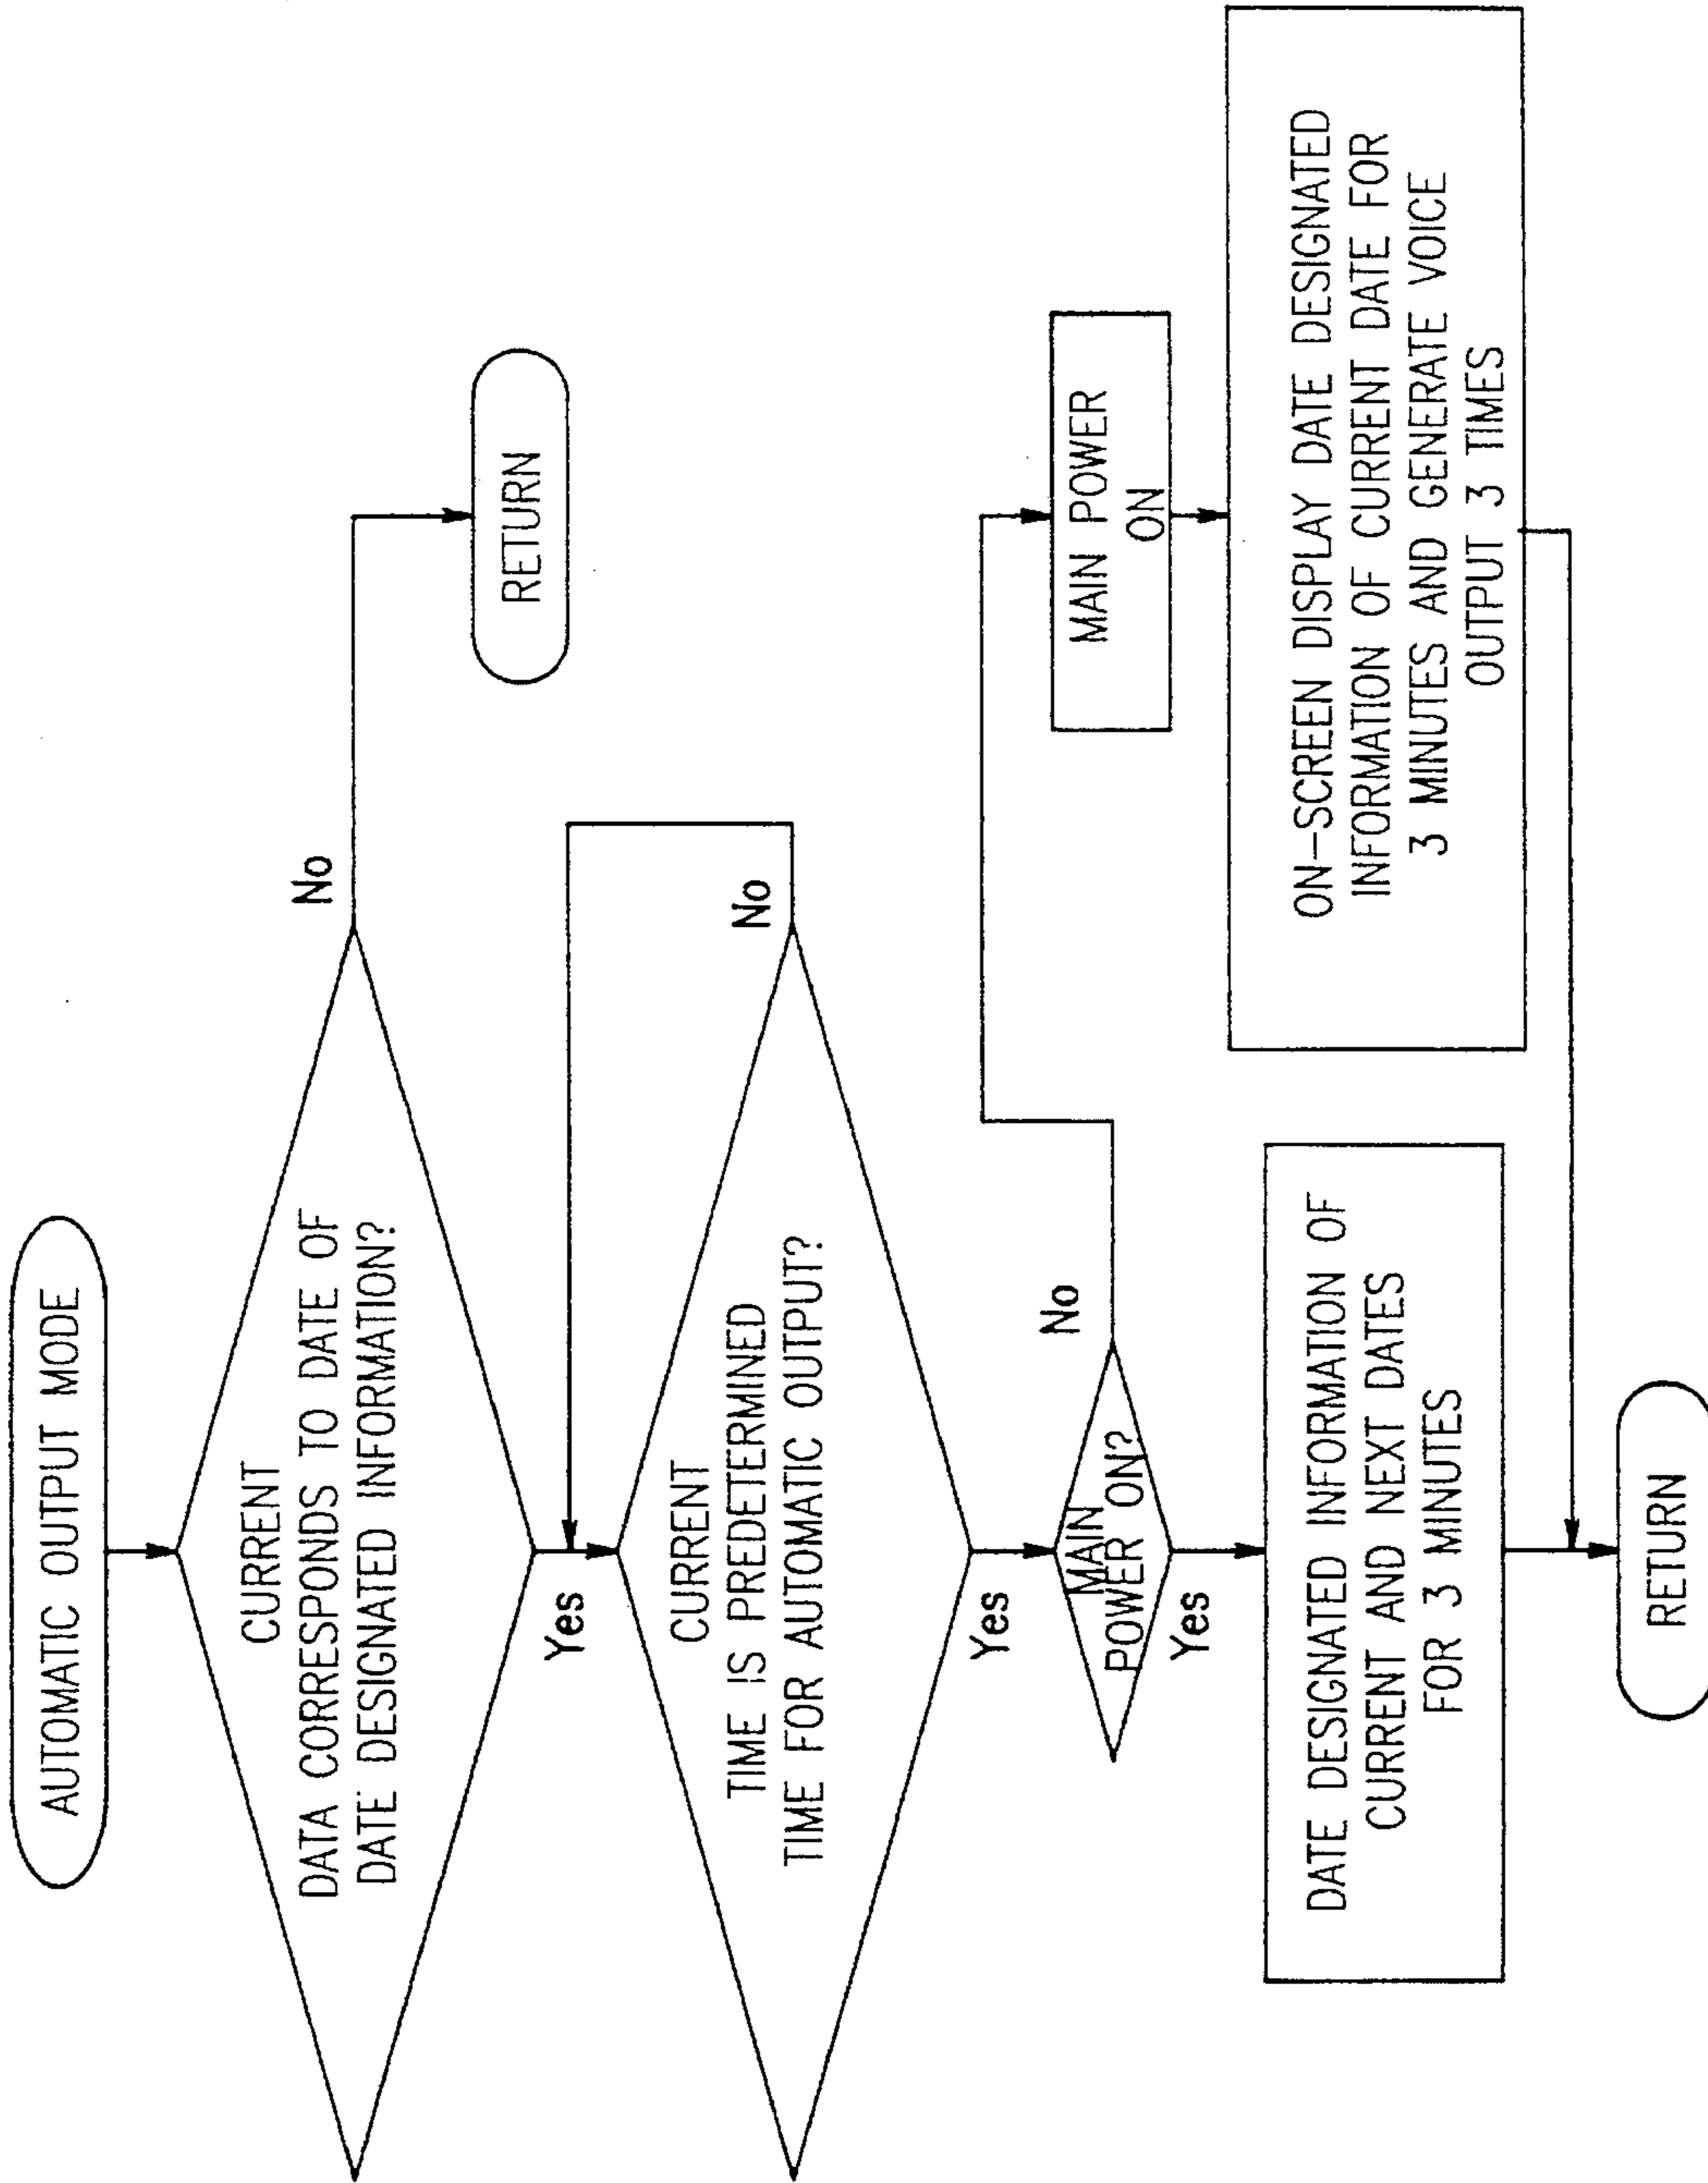 AUTOMATIC OUTPUT MODE
CURRENT
DATA CORRESPONDS TO DATE OF
DATE DESIGNATED INFORMATION?
No
RETURN
Yes
CURRENT
TIME IS PREDETERMINED
TIME FOR AUTOMATIC OUTPUT?
No
Yes
MAIN
POWER ON?
No
MAIN POWER
ON
Yes
DATE DESIGNATED INFORMATION OF
CURRENT AND NEXT DATES
FOR 3 MINUTES
ON-SCREEN DISPLAY DATE DESIGNATED
INFORMATION OF CURRENT DATE FOR
3 MINUTES AND GENERATE VOICE
OUTPUT 3 TIMES
RETURN